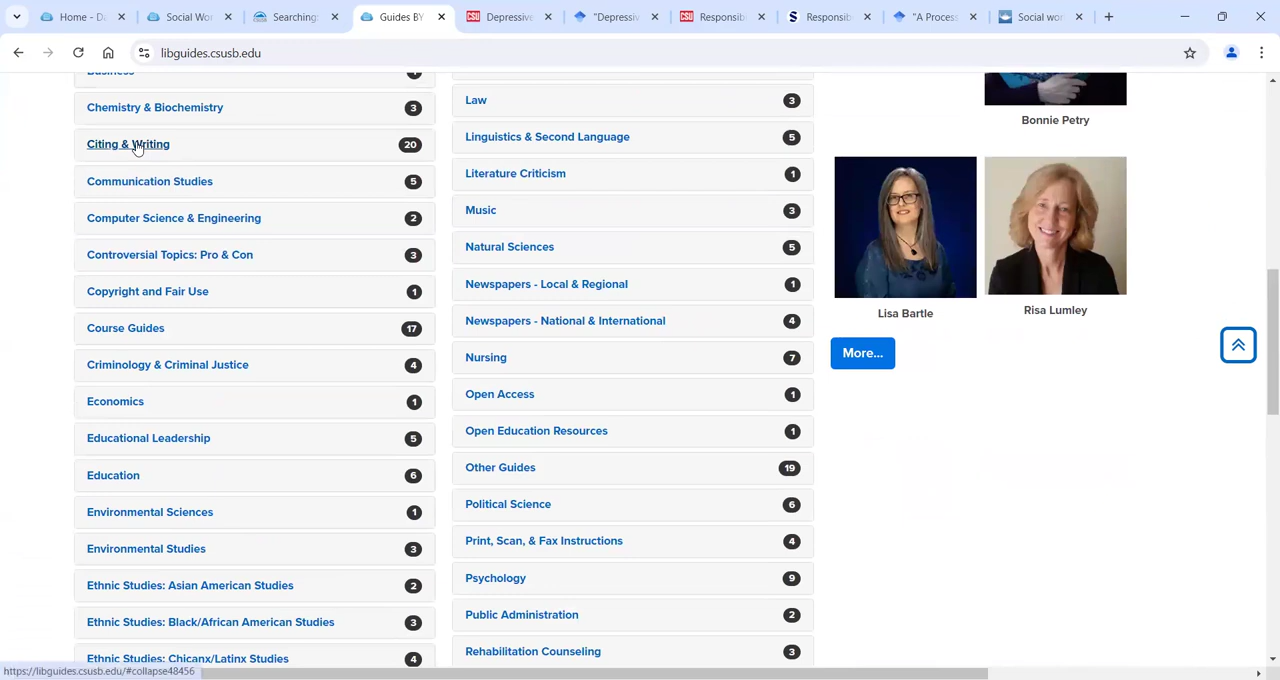 Home - D
Social Wor
Searching:
Guides BY
Depressive
"Depressiv
Responsib
Responsib
"A Process
Social wor
libguides.csusb.edu
Business
Chemistry & Biochemistry 3
Citing & Writing 20
Communication Studies 5
Computer Science & Engineering 2
Controversial Topics: Pro & Con 3
Copyright and Fair Use 1
Course Guides 17
Criminology & Criminal Justice 4
Economics 1
Educational Leadership 5
Education 6
Environmental Sciences 1
Environmental Studies 3
Ethnic Studies: Asian American Studies 2
Ethnic Studies: Black/African American Studies 3
Ethnic Studies: Chicanx/Latinx Studies 4
Law 3
Linguistics & Second Language 5
Literature Criticism 1
Music 3
Natural Sciences 5
Newspapers - Local & Regional 1
Newspapers - National & International 4
Nursing 7
Open Access 1
Open Education Resources 1
Other Guides 19
Political Science 6
Print, Scan, & Fax Instructions 4
Psychology 9
Public Administration 2
Rehabilitation Counseling 3
Bonnie Petry
Lisa Bartle
Risa Lumley
More...
https://libguides.csusb.edu/#collapse48456